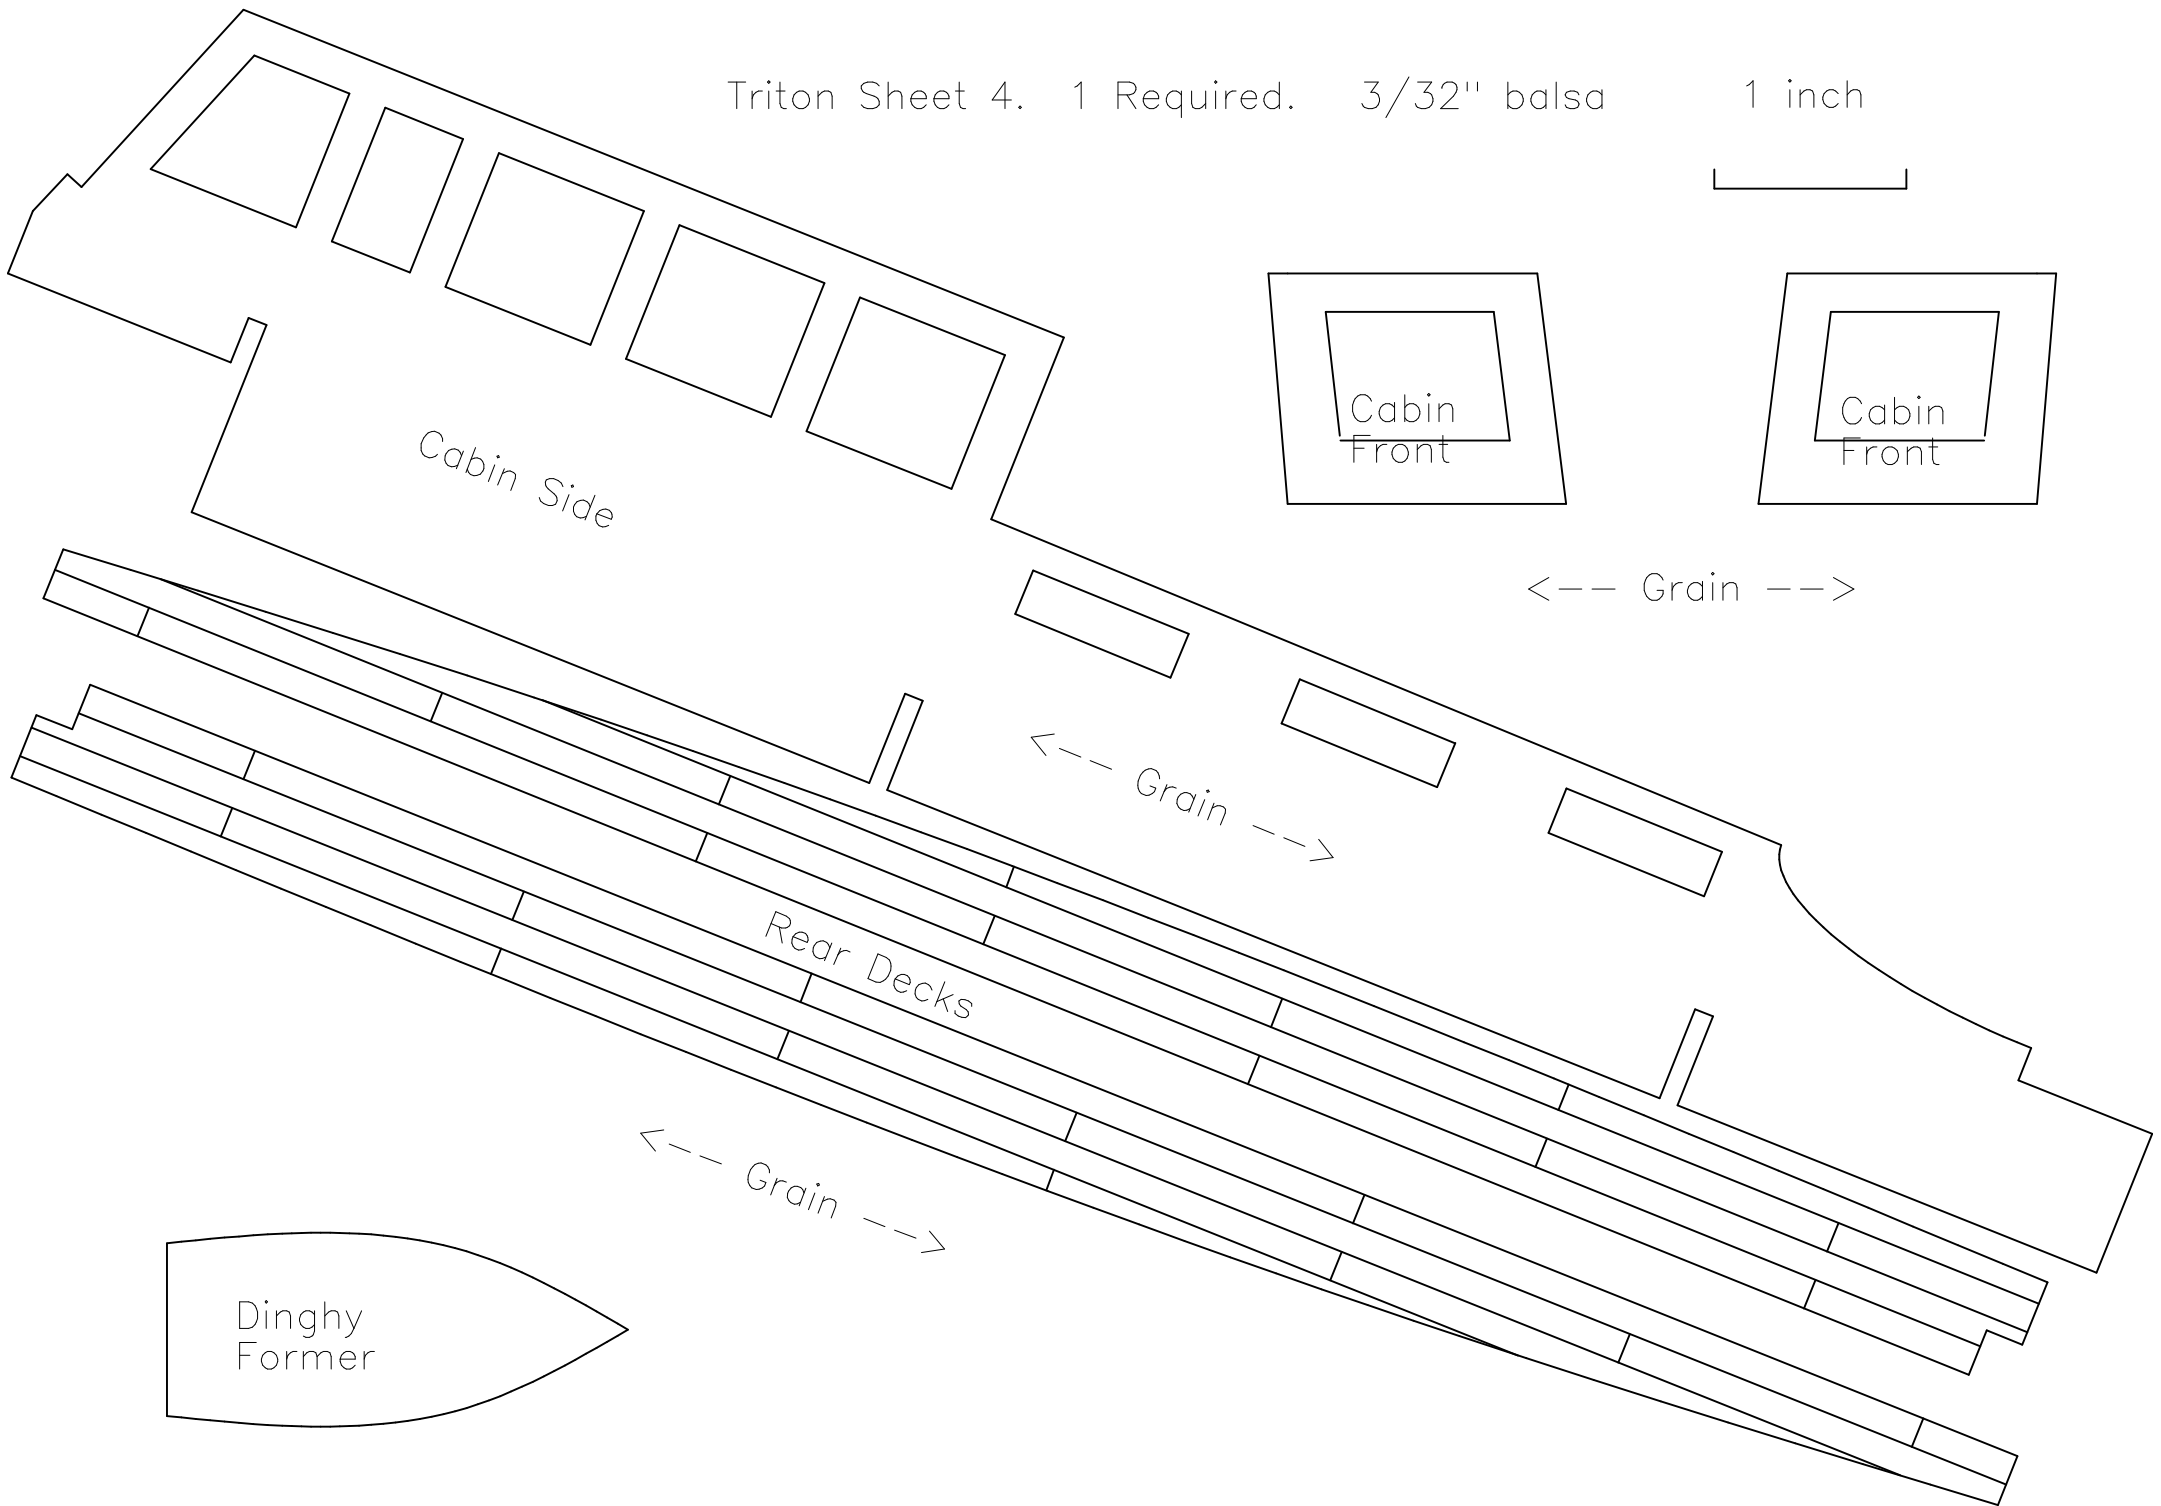 Triton Sheet 4. 1 Required. 3/32" balsa 1 inch
Cabin Side
Cabin
Front
Cabin
Front
<-- Grain -->
<-- Grain -->
Rear Decks
<-- Grain -->
Dinghy
Former